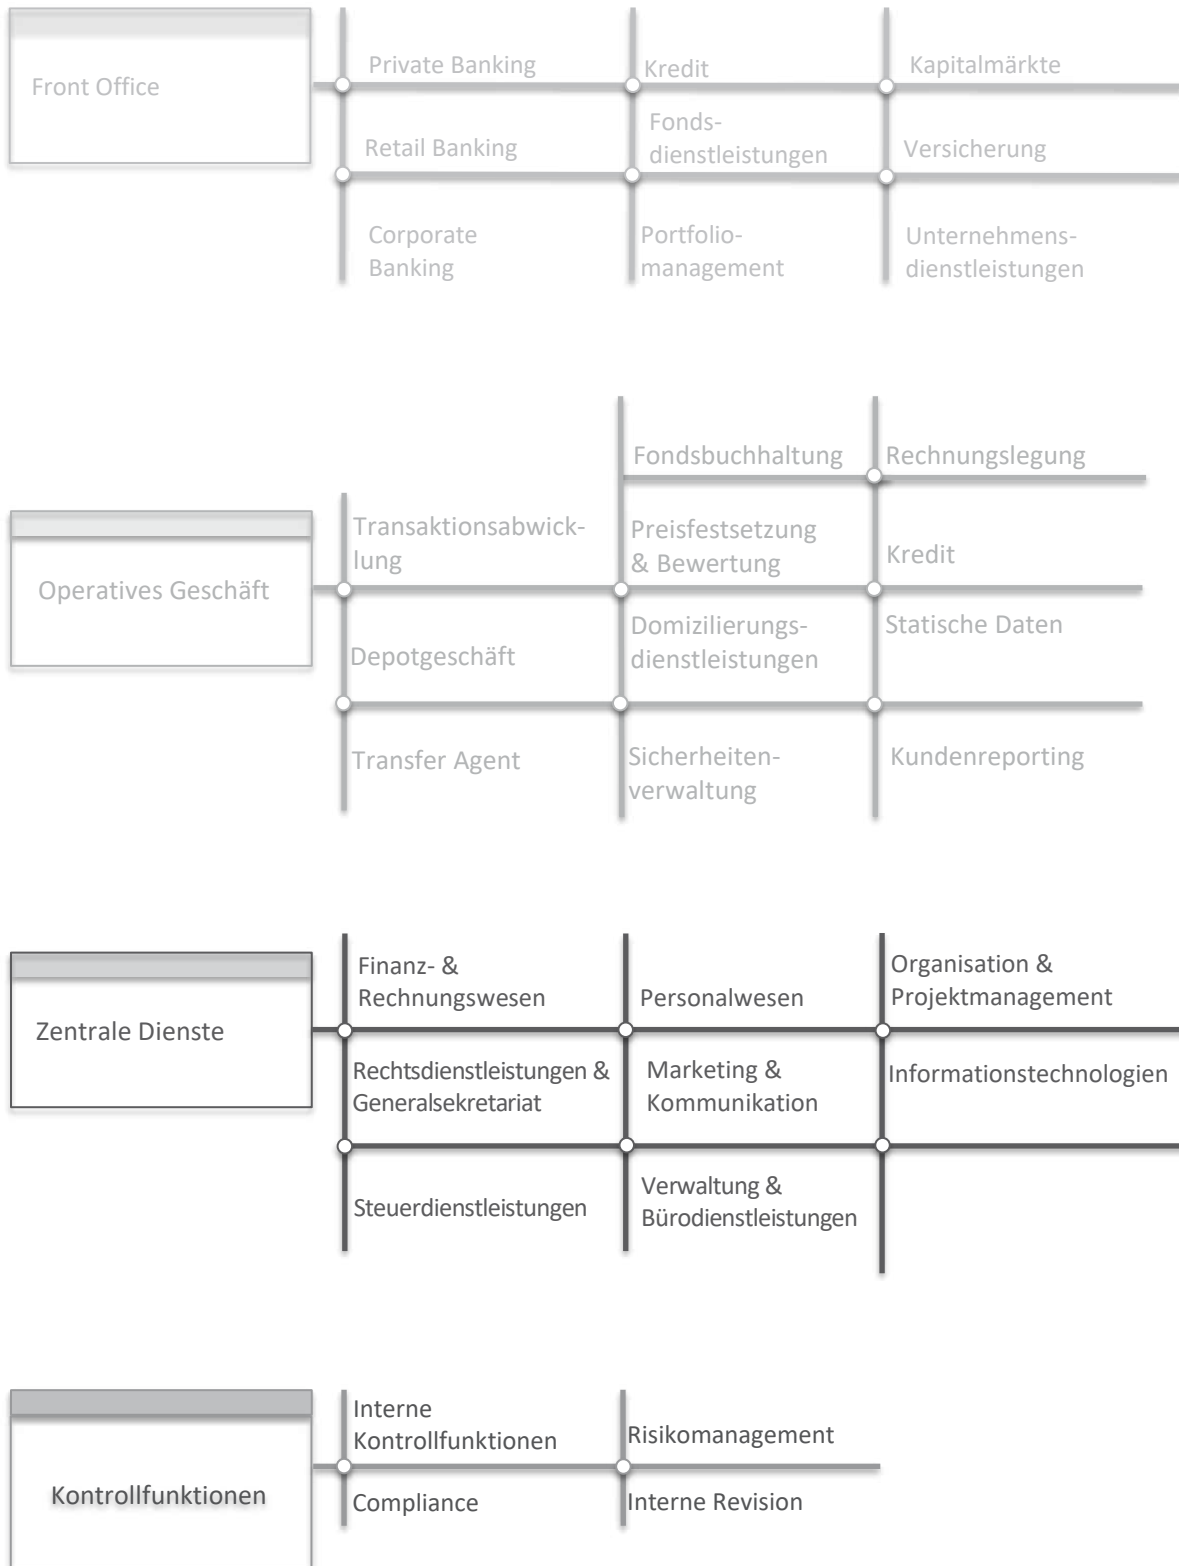 Front Office
Private Banking
Kredit
Kapitalmärkte
Retail Banking
Fonds-
dienstleistungen
Versicherung
Corporate
Banking
Portfolio-
management
Unternehmens-
dienstleistungen
Operatives Geschäft
Fondsbuchhaltung
Rechnungslegung
Transaktionsabwick-
lung
Preisfestsetzung
& Bewertung
Kredit
Depotgeschäft
Domizilierungs-
dienstleistungen
Statische Daten
Transfer Agent
Sicherheiten-
verwaltung
Kundenreporting
Zentrale Dienste
Finanz- &
Rechnungswesen
Personalwesen
Organisation &
Projektmanagement
Rechtsdienstleistungen &
Generalsekretariat
Marketing &
Kommunikation
Informationstechnologien
Steuerdienstleistungen
Verwaltung &
Bürodienstleistungen
Kontrollfunktionen
Interne
Kontrollfunktionen
Risikomanagement
Compliance
Interne Revision